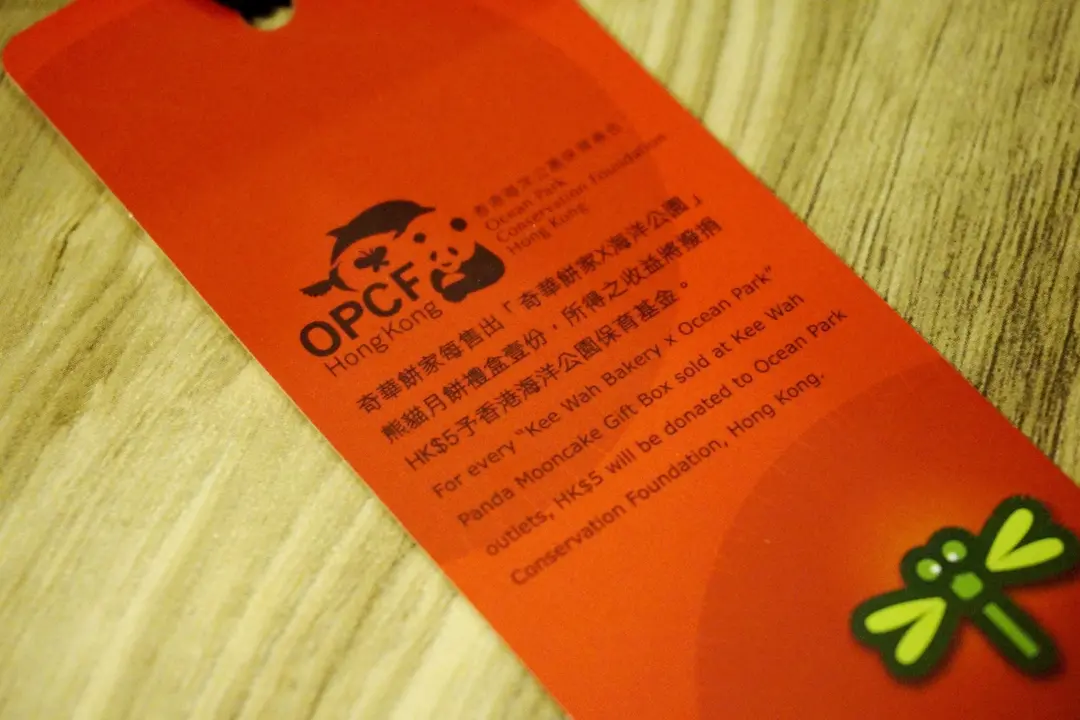 香港海洋公園保育基金
Ocean Park
Conservation Foundation
Hong Kong
OPCF
HongKong
奇華餅家每售出「奇華餅家X海洋公園」
熊貓月餅禮盒壹份，所得之收益將撥捐
HK$5予香港海洋公園保育基金。
For every "Kee Wah Bakery x Ocean Park"
Panda Mooncake Gift Box sold at Kee Wah
outlets, HK$5 will be donated to Ocean Park
Conservation Foundation, Hong Kong.